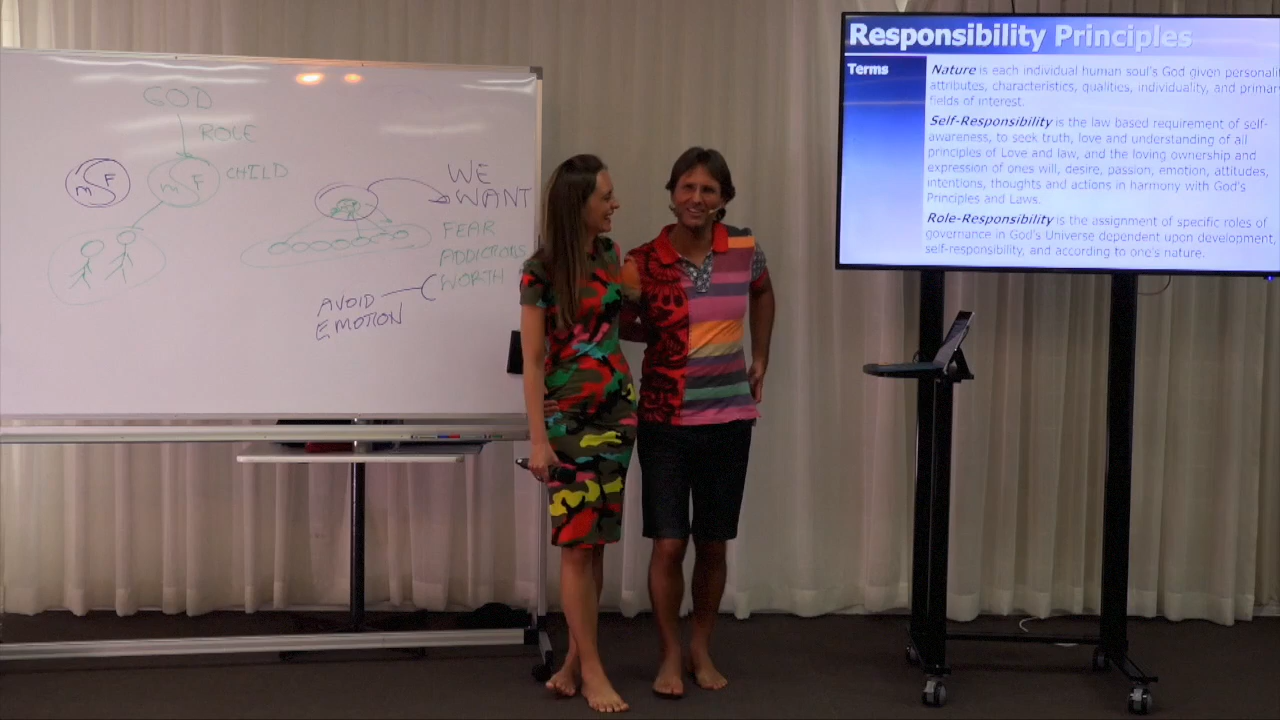 GOD
ROLE
M F
M F
CHILD
WE
WANT
FEAR
ADDICTIONS
WORTH
AVOID
EMOTION
Responsibility Principles
Terms
Nature is each individual human soul's God given personali
attributes, characteristics, qualities, individuality, and primar
fields of interest.
Self-Responsibility is the law based requirement of self-
awareness, to seek truth, love and understanding of all
principles of Love and law, and the loving ownership and
expression of ones will, desire, passion, emotion, attitudes,
intentions, thoughts and actions in harmony with God's
Principles and Laws.
Role-Responsibility is the assignment of specific roles of
governance in God's Universe dependent upon development,
self-responsibility, and according to one's nature.